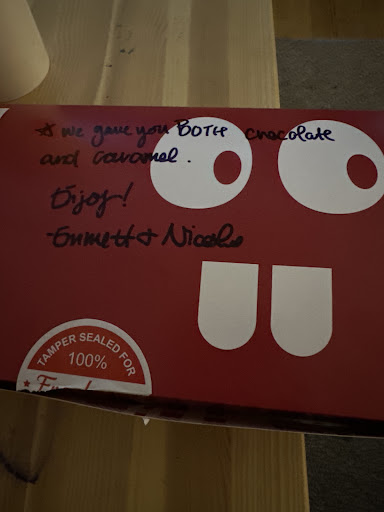 ☆ we gave you BOTH chocolate
and caramel.
Enjoy!
Emmett + Nicole
TAMPER SEALED FOR
100%